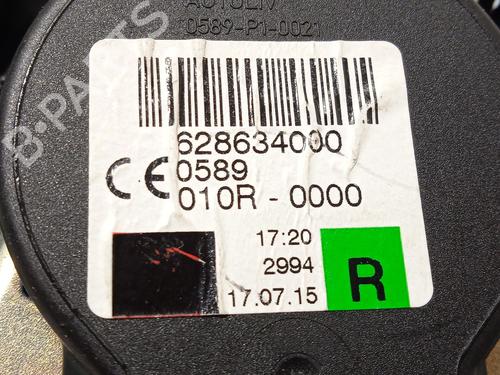 AUTOLIV
0589-P1-0021
628634000
CE 0589
010R - 0000
17:20
2994
17.07.15
R
B-PARTS